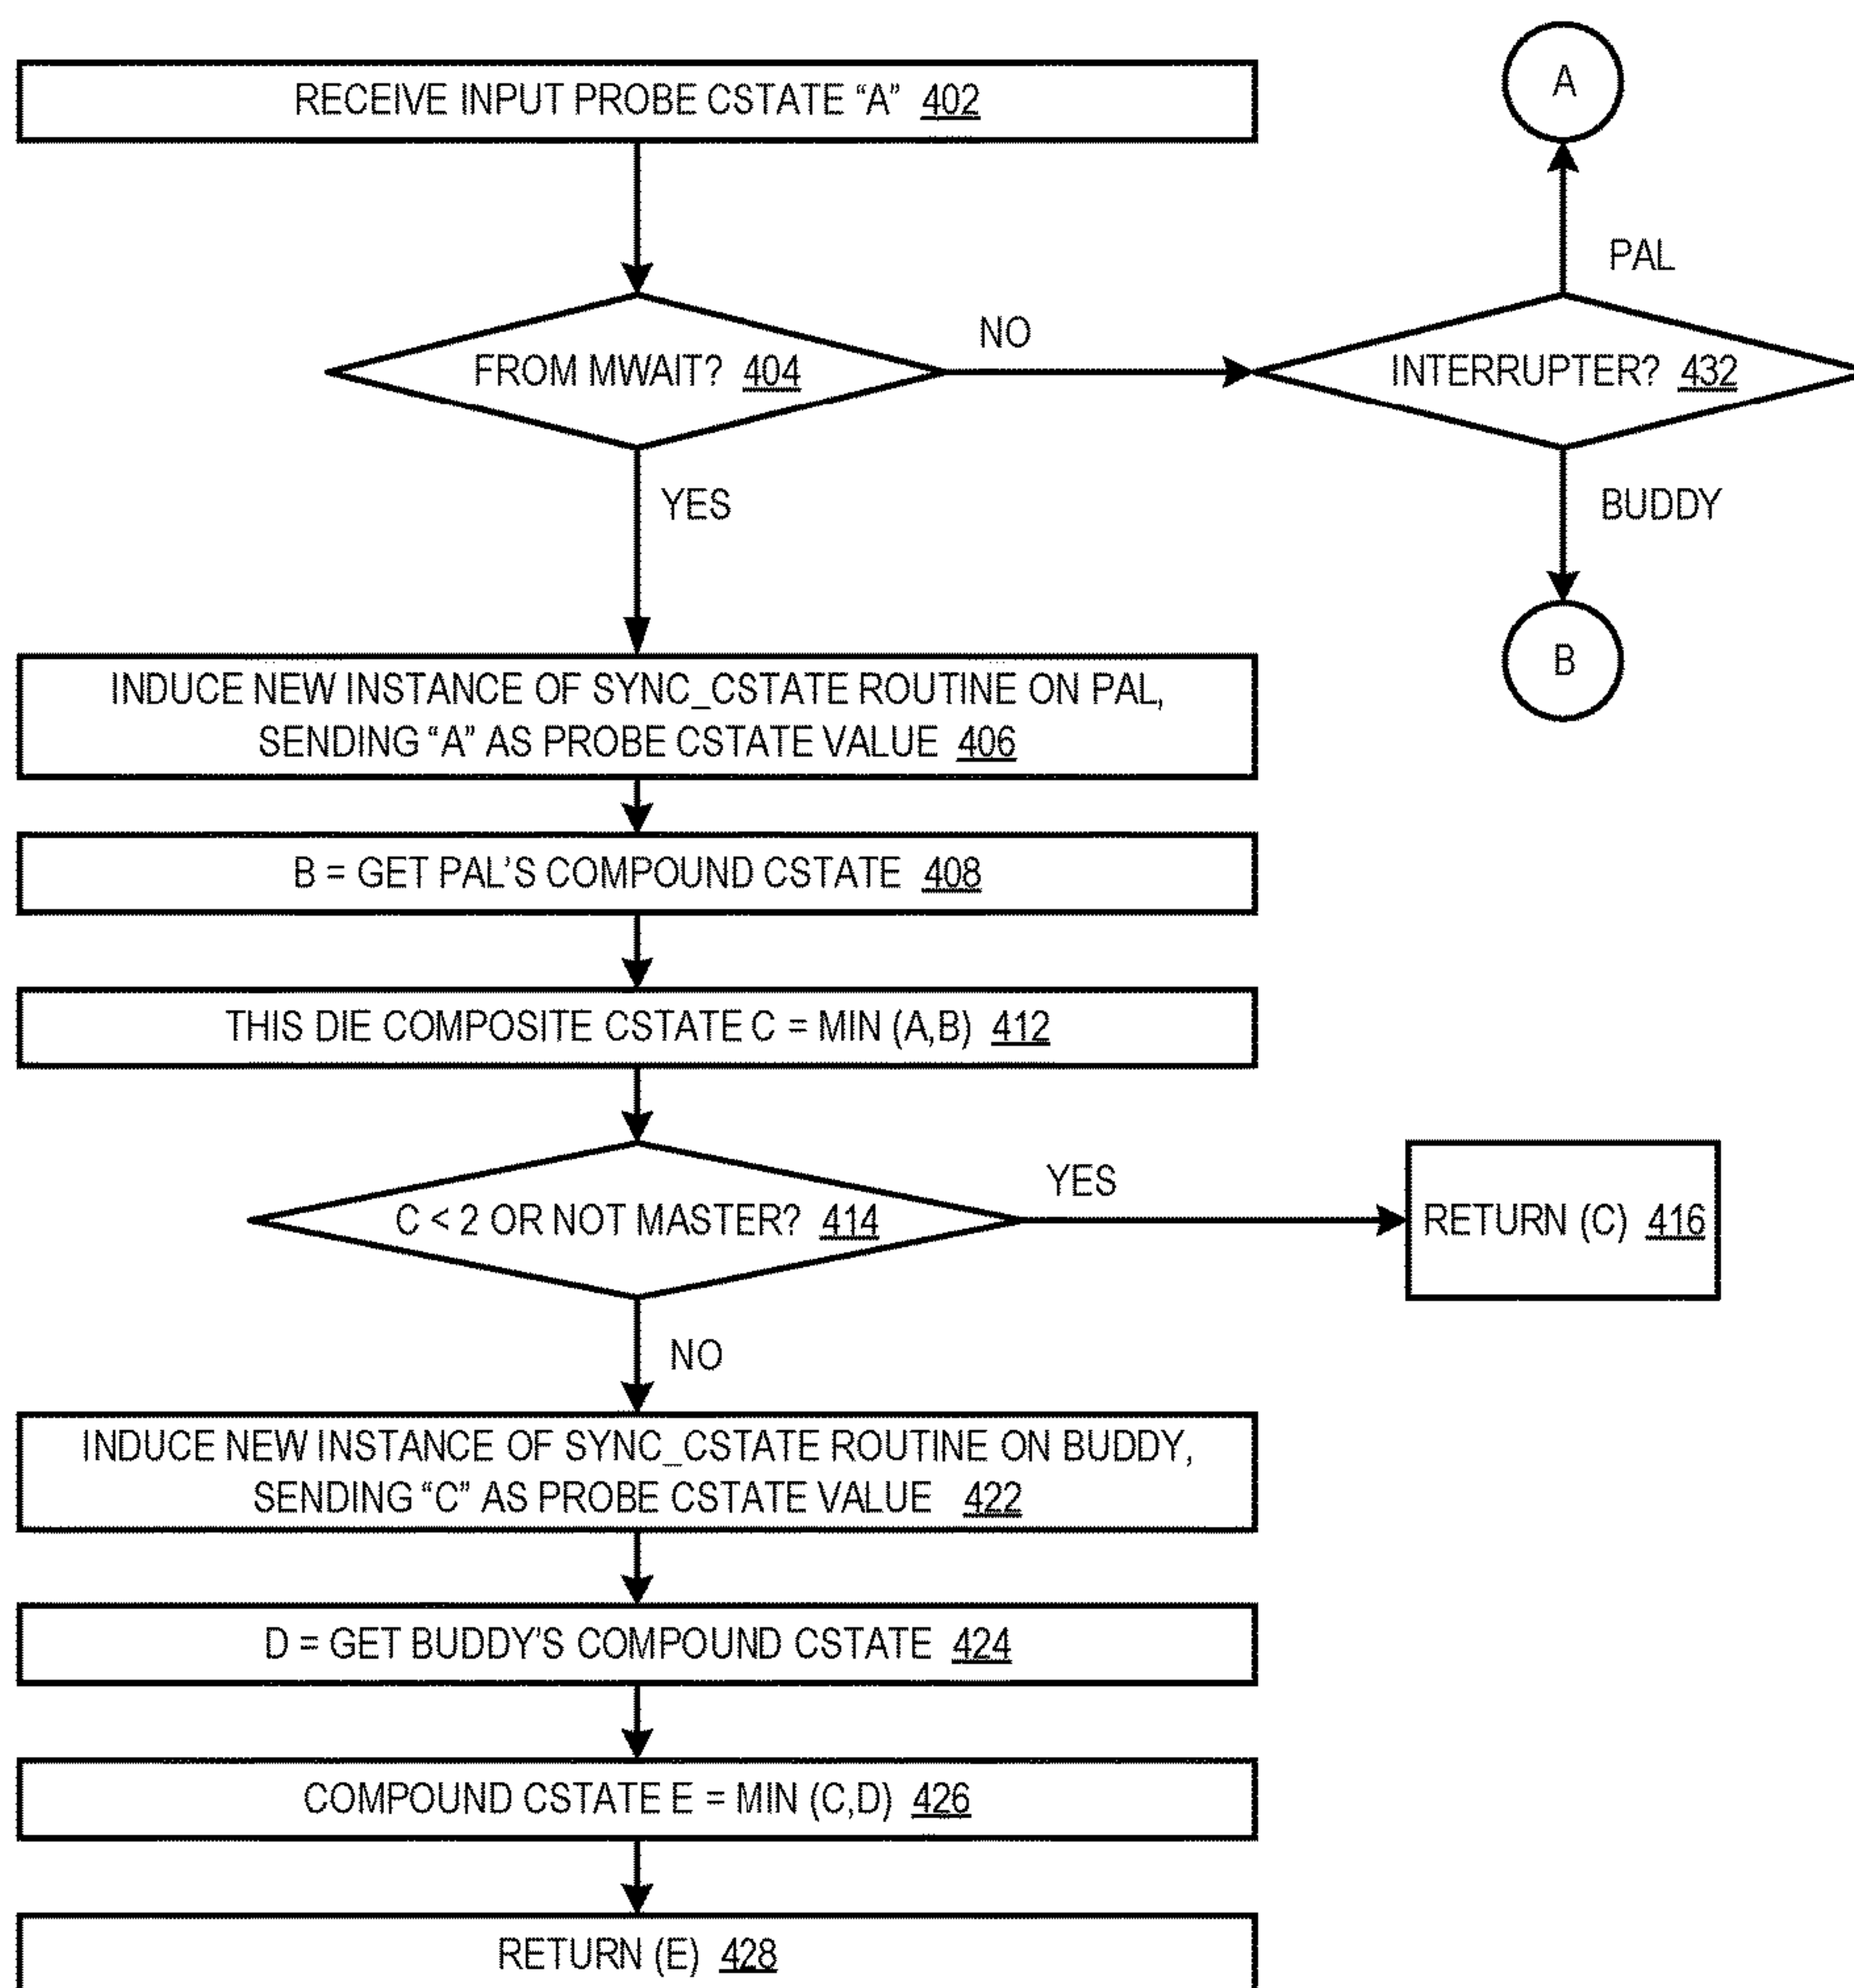 RECEIVE INPUT PROBE CSTATE “A” 402
A
PAL
FROM MWAIT? 404
NO
INTERRUPTER? 432
YES
BUDDY
B
INDUCE NEW INSTANCE OF SYNC_CSTATE ROUTINE ON PAL,
SENDING “A” AS PROBE CSTATE VALUE 406
B = GET PAL’S COMPOUND CSTATE 408
THIS DIE COMPOSITE CSTATE C = MIN (A,B) 412
C < 2 OR NOT MASTER? 414
YES
RETURN (C) 416
NO
INDUCE NEW INSTANCE OF SYNC_CSTATE ROUTINE ON BUDDY,
SENDING “C” AS PROBE CSTATE VALUE 422
D = GET BUDDY’S COMPOUND CSTATE 424
COMPOUND CSTATE E = MIN (C,D) 426
RETURN (E) 428